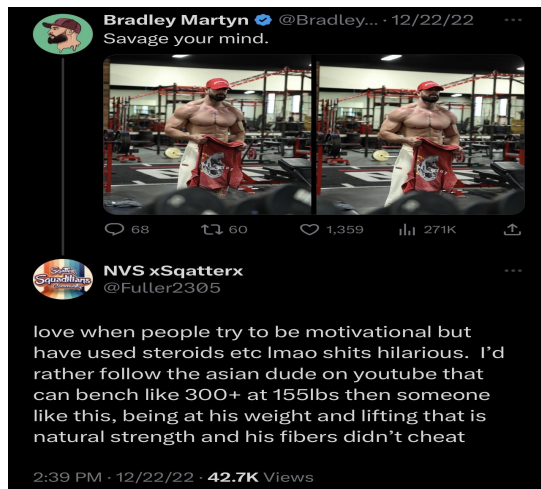 Bradley Martyn @Bradley... · 12/22/22 ...
Savage your mind.
68 60 1,359 271K
NVS xSqatterx ...
@Fuller2305
Squadillians
love when people try to be motivational but
have used steroids etc lmao shits hilarious. I'd
rather follow the asian dude on youtube that
can bench like 300+ at 155lbs then someone
like this, being at his weight and lifting that is
natural strength and his fibers didn't cheat
2:39 PM · 12/22/22 · 42.7K Views